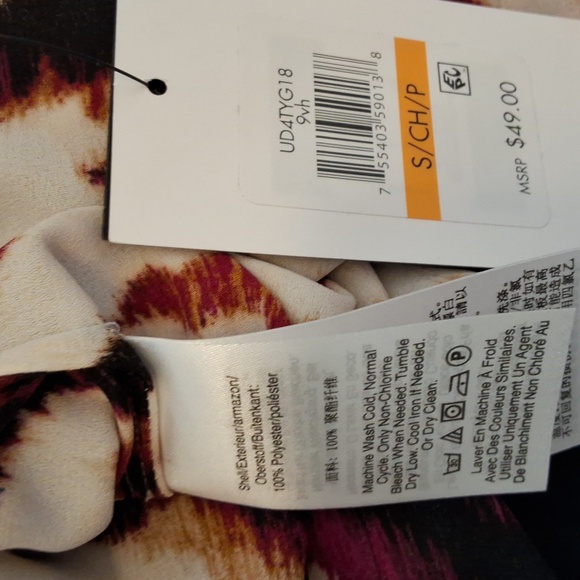 UD4TYG18
9vh
7 55403 59013 8
S/CH/P
MSRP $49.00
Shell/Exterieur/armazon/
Oberstoff/Buitenkant:
100% Polyester/poliéster
面料: 100% 聚酯纤维
Machine Wash Cold, Normal
Cycle. Only Non-Chlorine
Bleach When Needed. Tumble
Dry Low. Cool Iron If Needed.
Or Dry Clean.
Laver En Machine À Froid
Avec Des Couleurs Similaires.
Utiliser Uniquement Un Agent
De Blanchiment Non Chloré Au